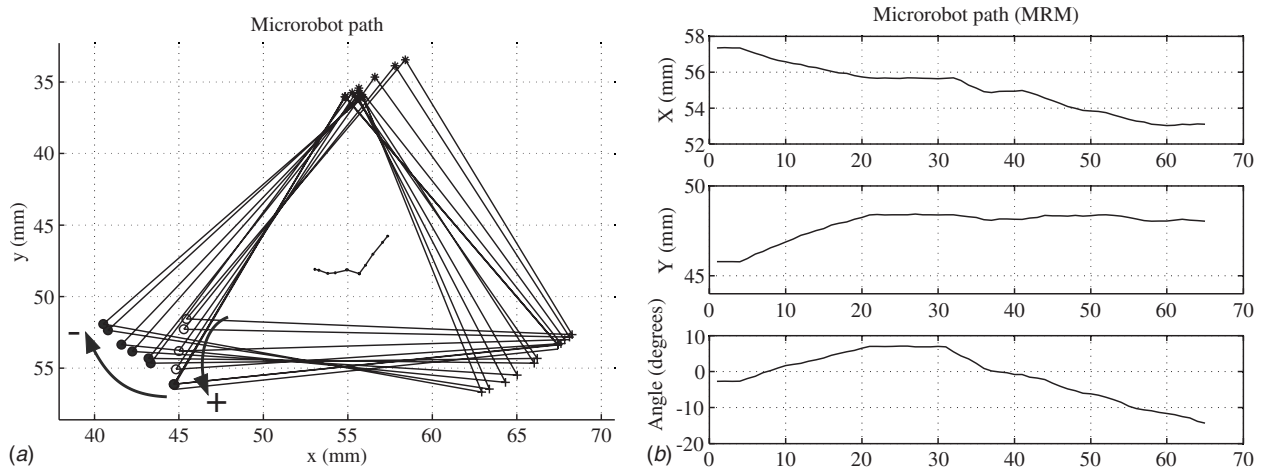 Microrobot path
35
40
45
50
55
y (mm)
-
+
40 45 50 55 60 65 70
x (mm)
(a)
Microrobot path (MRM)
58
56
54
52
X (mm)
0 10 20 30 40 50 60 70
50
45
Y (mm)
0 10 20 30 40 50 60 70
10
0
-10
-20
Angle (degrees)
0 10 20 30 40 50 60 70
(b)